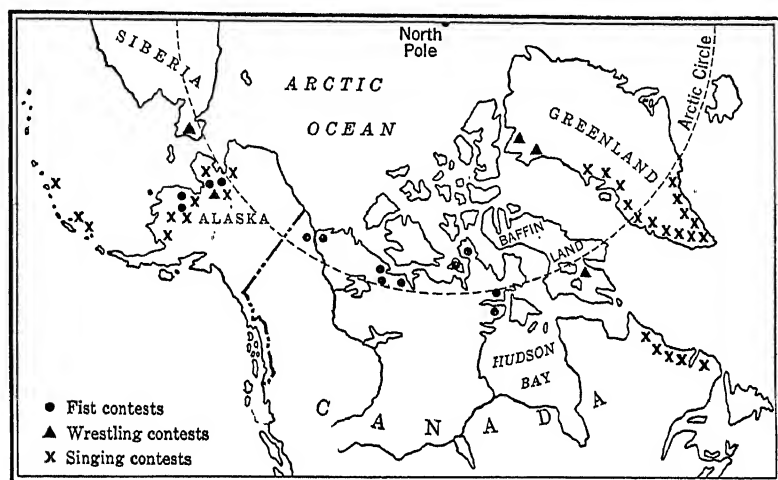 North
Pole
SIBERIA
ARCTIC
OCEAN
GREENLAND
Arctic Circle
ALASKA
BAFFIN
LAND
HUDSON
BAY
CANADA
● Fist contests
▲ Wrestling contests
X Singing contests